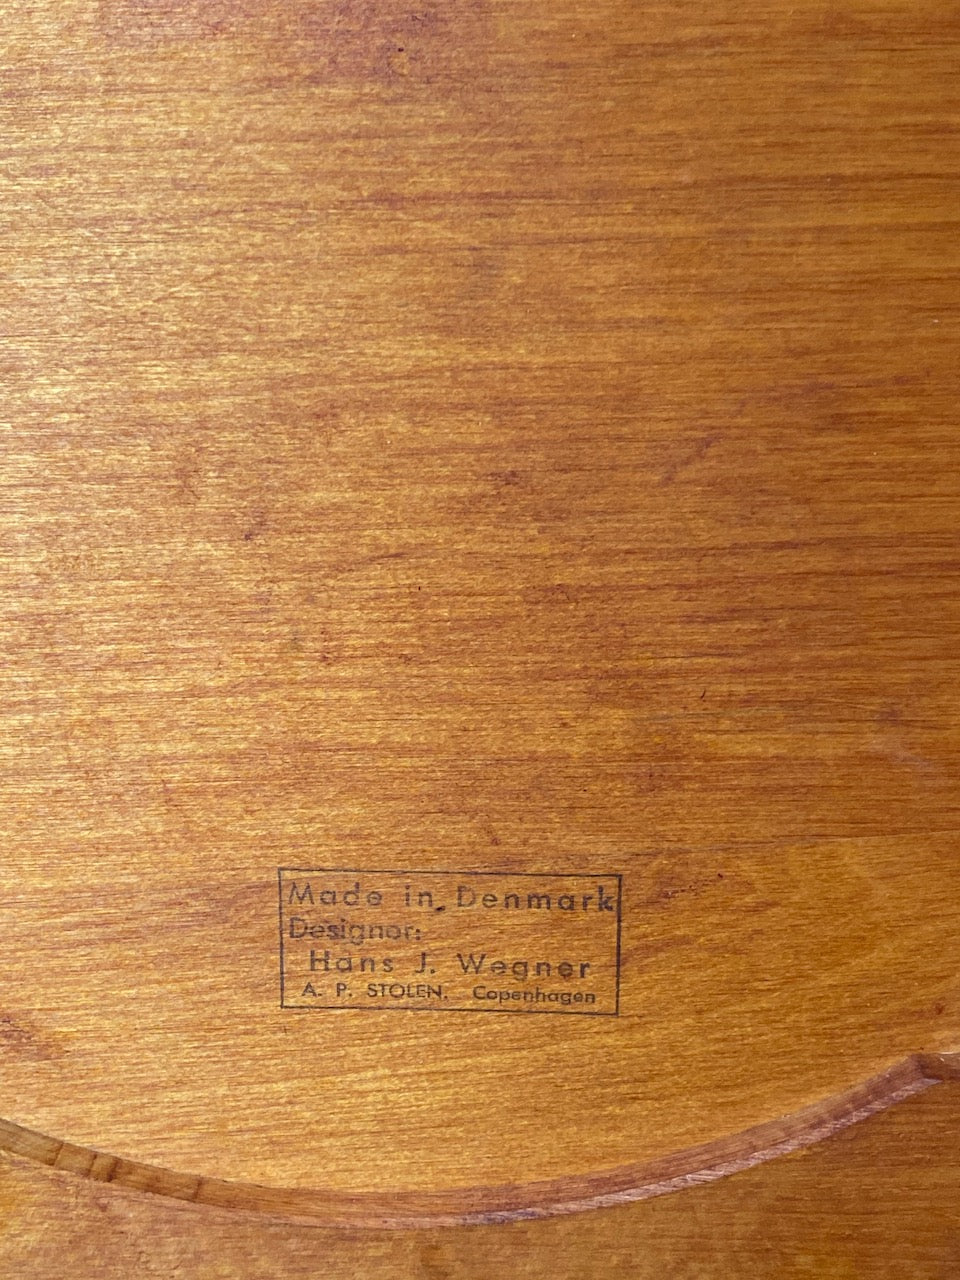 Made in Denmark
Designer:
Hans J. Wegner
A. P. STOLEN. Copenhagen